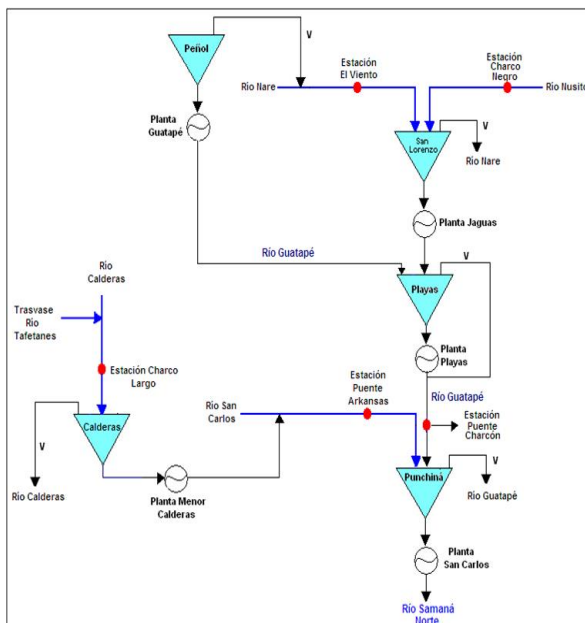 Peñol
V
Estación
El Viento
Estación
Charco
Negro
Río Nare
Río Nusito
Planta
Guatapé
San
Lorenzo
V
Río Nare
Planta Jaguas
Río Guatapé
V
Río
Calderas
Playas
Trasvase
Río
Tafetanes
Planta
Playas
Estación Charco
Largo
Estación
Puente
Arkansas
Río Guatapé
Río San
Carlos
Estación
Puente
Charcón
Calderas
V
V
Punchiná
Río Calderas
Planta Menor
Calderas
Río Guatapé
Planta
San Carlos
Río Samaná
Norte